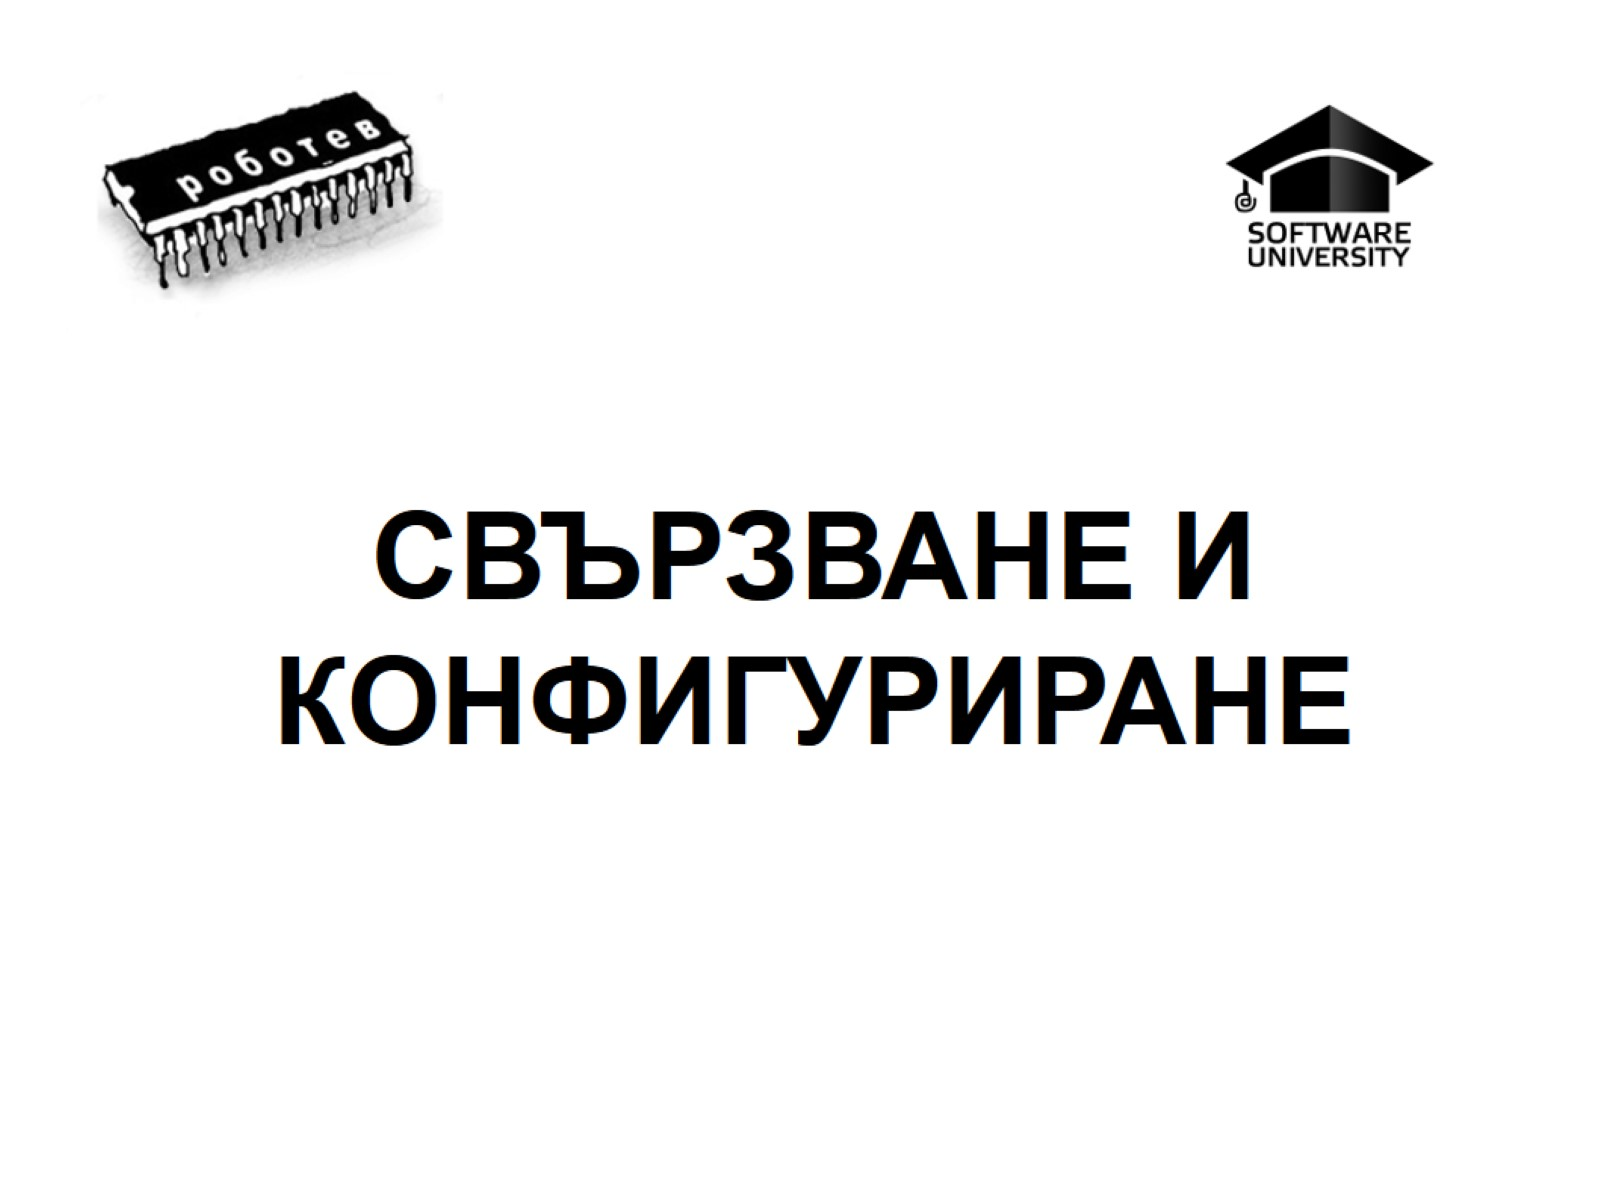 роботев
SOFTWARE
UNIVERSITY
СВЪРЗВАНЕ И
КОНФИГУРИРАНЕ